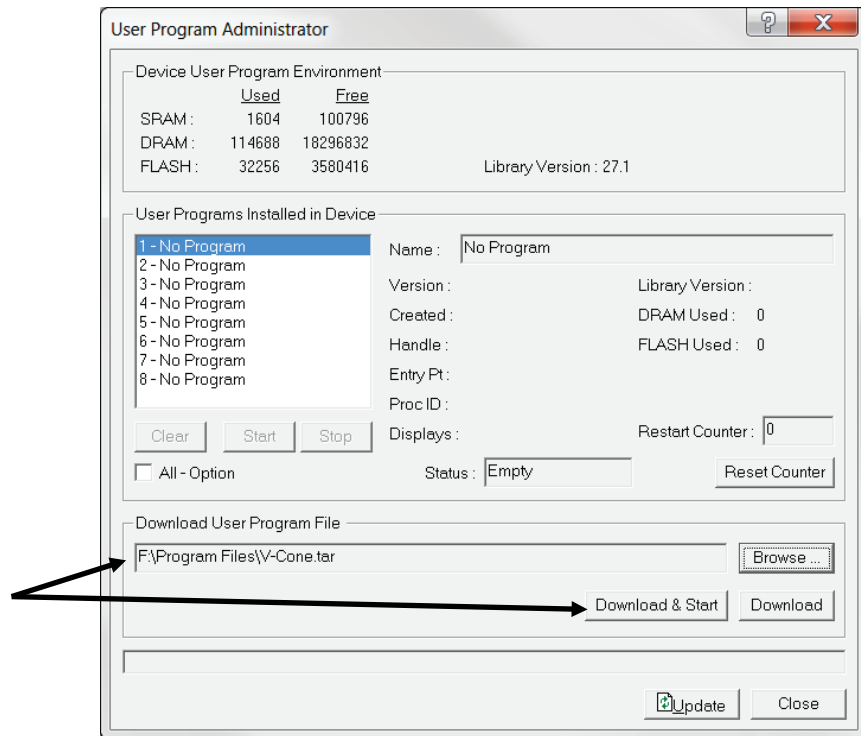 User Program Administrator
Device User Program Environment
Used Free
SRAM : 1604 100796
DRAM : 114688 18296832
FLASH : 32256 3580416 Library Version : 27.1
User Programs Installed in Device
1 - No Program
2 - No Program
3 - No Program
4 - No Program
5 - No Program
6 - No Program
7 - No Program
8 - No Program
Name : No Program
Version : Library Version :
Created : DRAM Used : 0
Handle : FLASH Used : 0
Entry Pt :
Proc ID :
Clear Start Stop Displays : Restart Counter : 0
All - Option Status : Empty Reset Counter
Download User Program File
F:\Program Files\V-Cone.tar Browse ...
Download & Start Download
Update Close